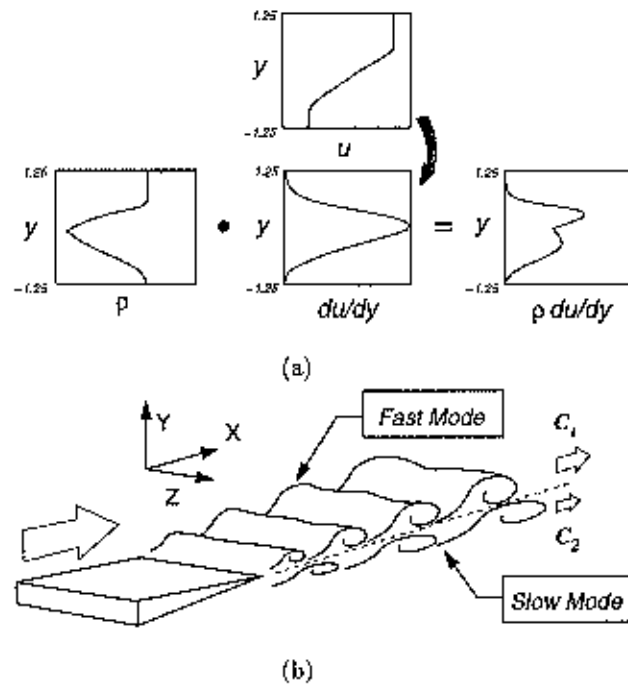 1.25
y
-1.25
u
1.25
y
-1.25
ρ
•
1.25
y
-1.25
du/dy
=
1.25
y
-1.25
ρ du/dy
(a)
Fast Mode
Y
X
Z
C₁
C₂
Slow Mode
(b)